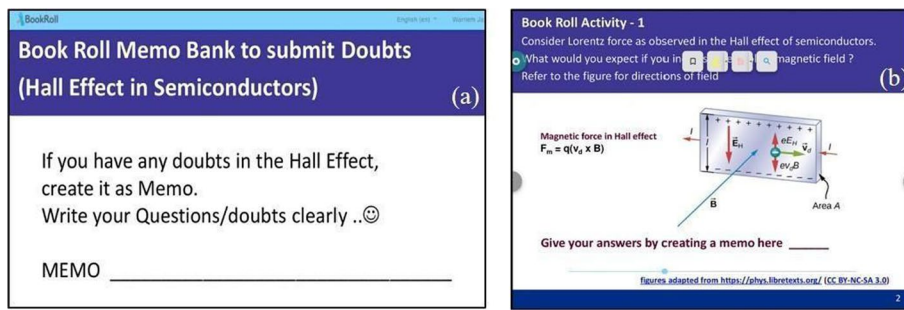 BookRoll
English (en)
Book Roll Memo Bank to submit Doubts
(Hall Effect in Semiconductors)
(a)
If you have any doubts in the Hall Effect,
create it as Memo.
Write your Questions/doubts clearly ..☺
MEMO
Book Roll Activity - 1
Consider Lorentz force as observed in the Hall effect of semiconductors.
What would you expect if you in magnetic field ?
Refer to the figure for directions of field
(b)
Magnetic force in Hall effect
Fm = q(vd x B)
I
l
E⃗H
eEH
v⃗d
I
evdB
B⃗
Area A
Give your answers by creating a memo here ______
figures adapted from https://phys.libretexts.org/ (CC BY-NC-SA 3.0)
2